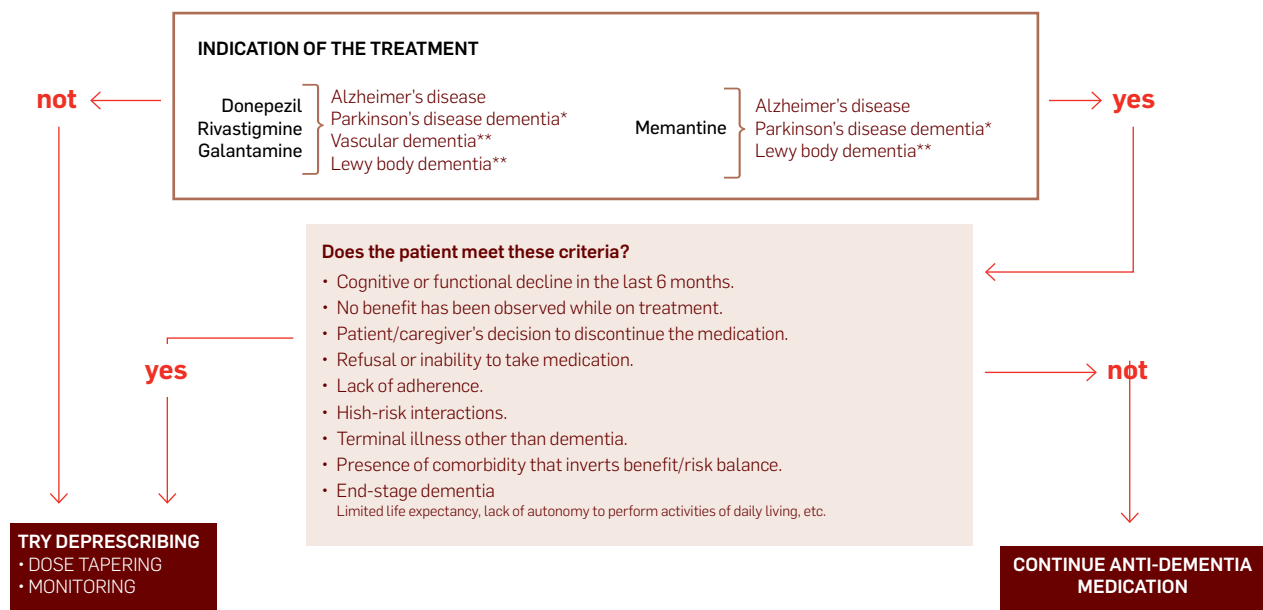 INDICATION OF THE TREATMENT
not
Donepezil
Rivastigmine
Galantamine
Alzheimer's disease
Parkinson's disease dementia*
Vascular dementia**
Lewy body dementia**
Memantine
Alzheimer's disease
Parkinson's disease dementia*
Lewy body dementia**
yes
Does the patient meet these criteria?
• Cognitive or functional decline in the last 6 months.
• No benefit has been observed while on treatment.
• Patient/caregiver's decision to discontinue the medication.
• Refusal or inability to take medication.
• Lack of adherence.
• Hish-risk interactions.
• Terminal illness other than dementia.
• Presence of comorbidity that inverts benefit/risk balance.
• End-stage dementia
Limited life expectancy, lack of autonomy to perform activities of daily living, etc.
yes
not
TRY DEPRESCRIBING
• DOSE TAPERING
• MONITORING
CONTINUE ANTI-DEMENTIA
MEDICATION